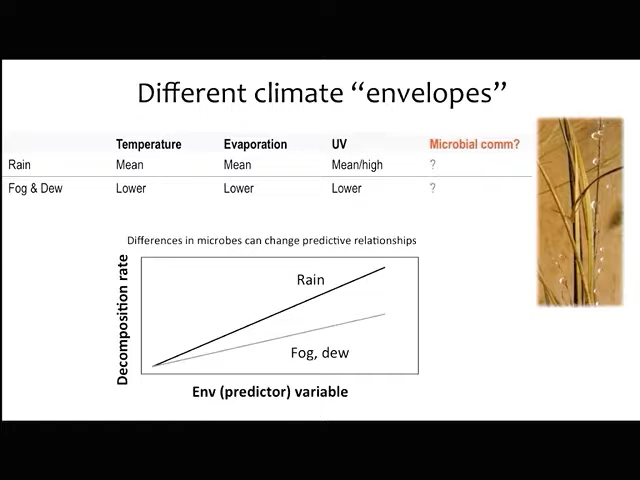 Different climate “envelopes”
Temperature Evaporation UV Microbial comm?
Rain Mean Mean Mean/high ?
Fog & Dew Lower Lower Lower ?
Differences in microbes can change predictive relationships
Decomposition rate
Rain
Fog, dew
Env (predictor) variable